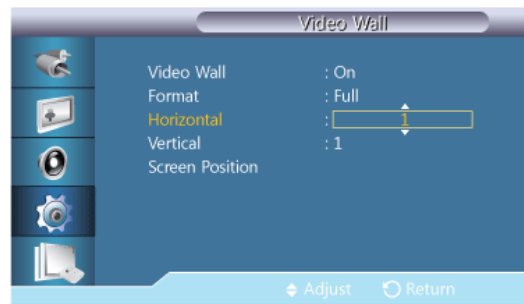 Video Wall
Video Wall : On
Format : Full
Horizontal : 1
Vertical : 1
Screen Position
Adjust Return